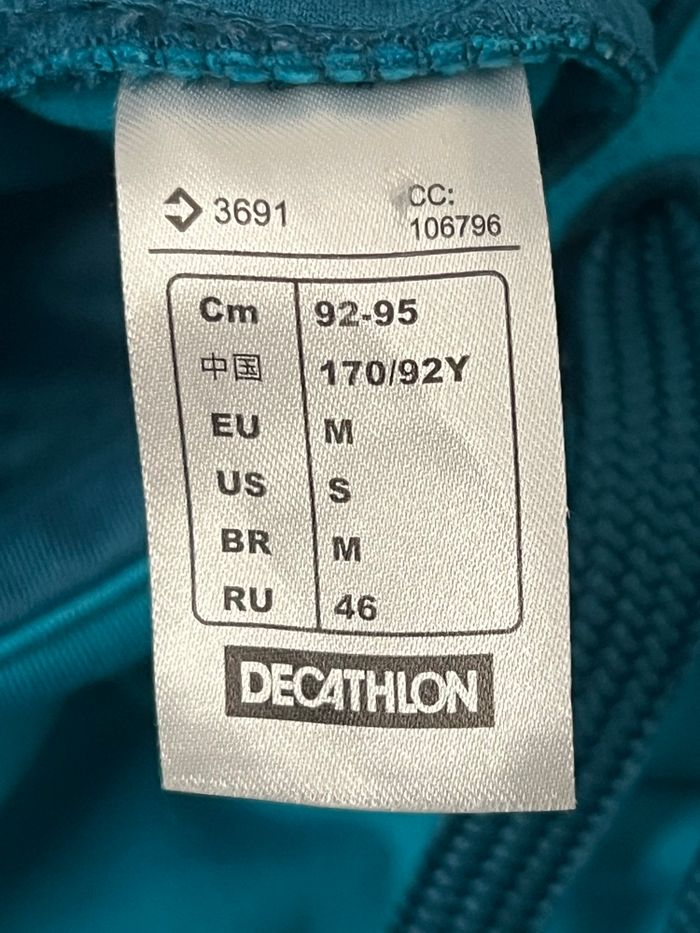 3691
CC:
106796
Cm 92-95
中国 170/92Y
EU M
US S
BR M
RU 46
DECATHLON